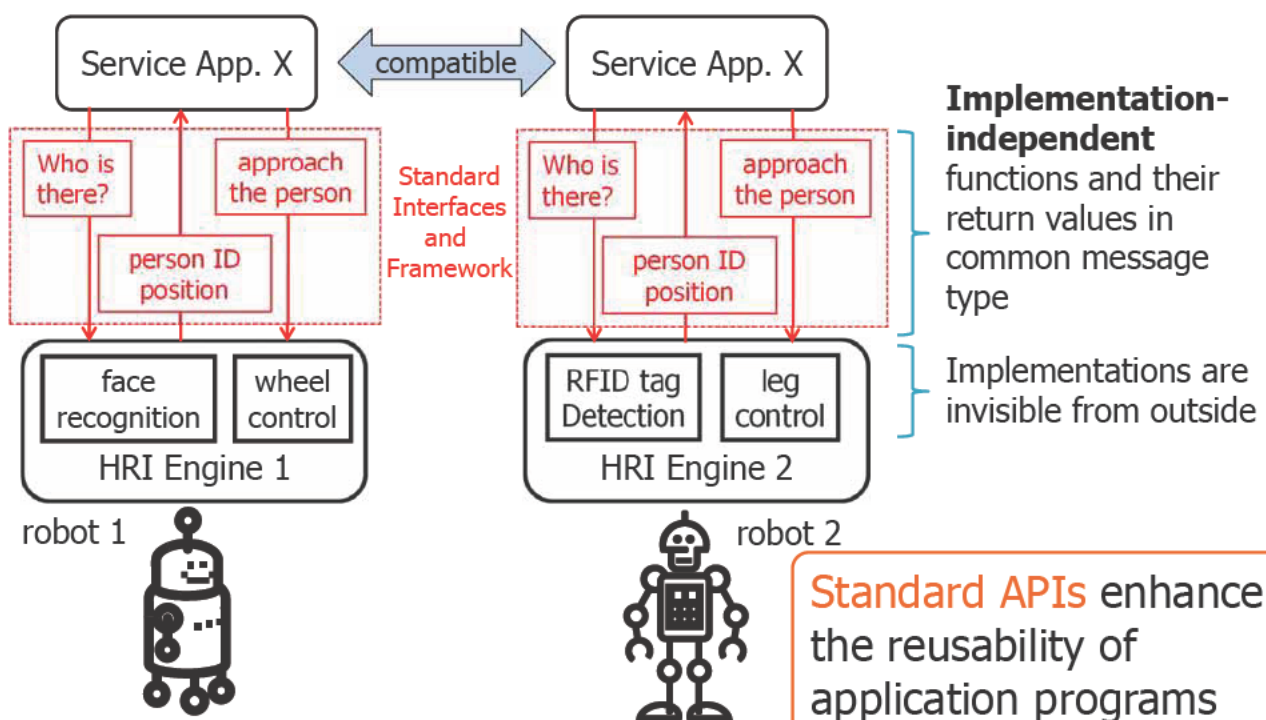 Service App. X
compatible
Service App. X
Who is
there?
approach
the person
person ID
position
Standard
Interfaces
and
Framework
Who is
there?
approach
the person
person ID
position
Implementation-
independent
functions and their
return values in
common message
type
face
recognition
wheel
control
HRI Engine 1
RFID tag
Detection
leg
control
HRI Engine 2
Implementations are
invisible from outside
robot 1
robot 2
Standard APIs enhance
the reusability of
application programs